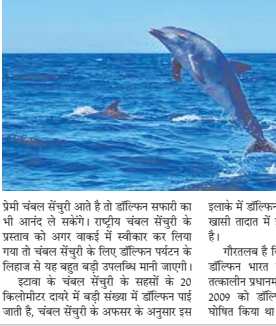 प्रेमी चंबल सेंचुरी आते है तो डॉल्फिन सफारी का
भी आनंद ले सकेंगे। राष्ट्रीय चंबल सेंचुरी के
प्रस्ताव को अगर वाकई में स्वीकार कर लिया
गया तो चंबल सेंचुरी के लिए डॉल्फिन पर्यटन के
लिहाज से यह बहुत बड़ी उपलब्धि मानी जाएगी।
इटावा के चंबल सेंचुरी के सहसों के 20
किलोमीटर दायरे में बड़ी संख्या में डॉल्फिन पाई
जाती है, चंबल सेंचुरी के अफसर के अनुसार इस
इलाके में डॉल्फिन
खासी तादात में
है।
गौरतलब है
डॉल्फिन भारत
तत्कालीन प्रधानम
2009 को डॉल्फि
घोषित किया था